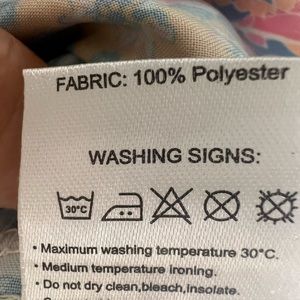 FABRIC: 100% Polyester
WASHING SIGNS:
30°C
• Maximum washing temperature 30°C.
• Medium temperature ironing.
• Do not dry clean,bleach,insolate.